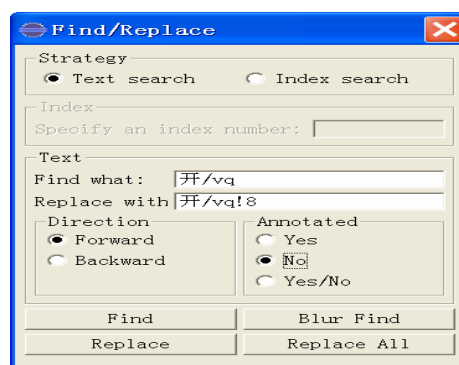 Find/Replace
Strategy
Text search Index search
Index
Specify an index number:
Text
Find what: 开/vq
Replace with 开/vq!8
Direction Annotated
Forward Yes
Backward No
Yes/No
Find Blur Find
Replace Replace All